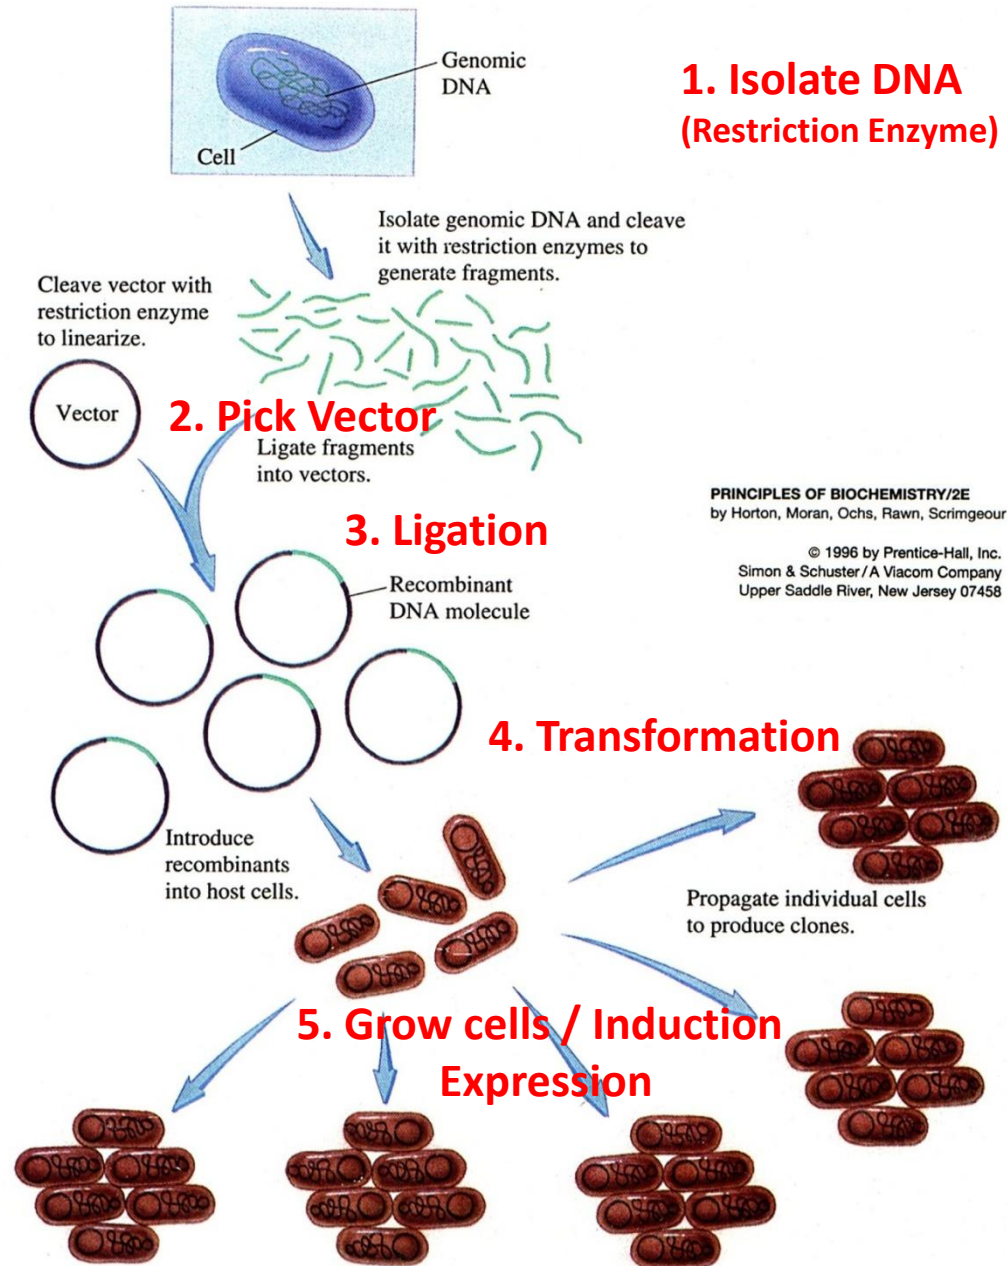 Genomic
DNA
Cell
1. Isolate DNA
(Restriction Enzyme)
Isolate genomic DNA and cleave
it with restriction enzymes to
generate fragments.
Cleave vector with
restriction enzyme
to linearize.
Vector
2. Pick Vector
Ligate fragments
into vectors.
PRINCIPLES OF BIOCHEMISTRY/2E
by Horton, Moran, Ochs, Rawn, Scrimgeour
© 1996 by Prentice-Hall, Inc.
Simon & Schuster/A Viacom Company
Upper Saddle River, New Jersey 07458
3. Ligation
Recombinant
DNA molecule
4. Transformation
Introduce
recombinants
into host cells.
Propagate individual cells
to produce clones.
5. Grow cells / Induction
Expression